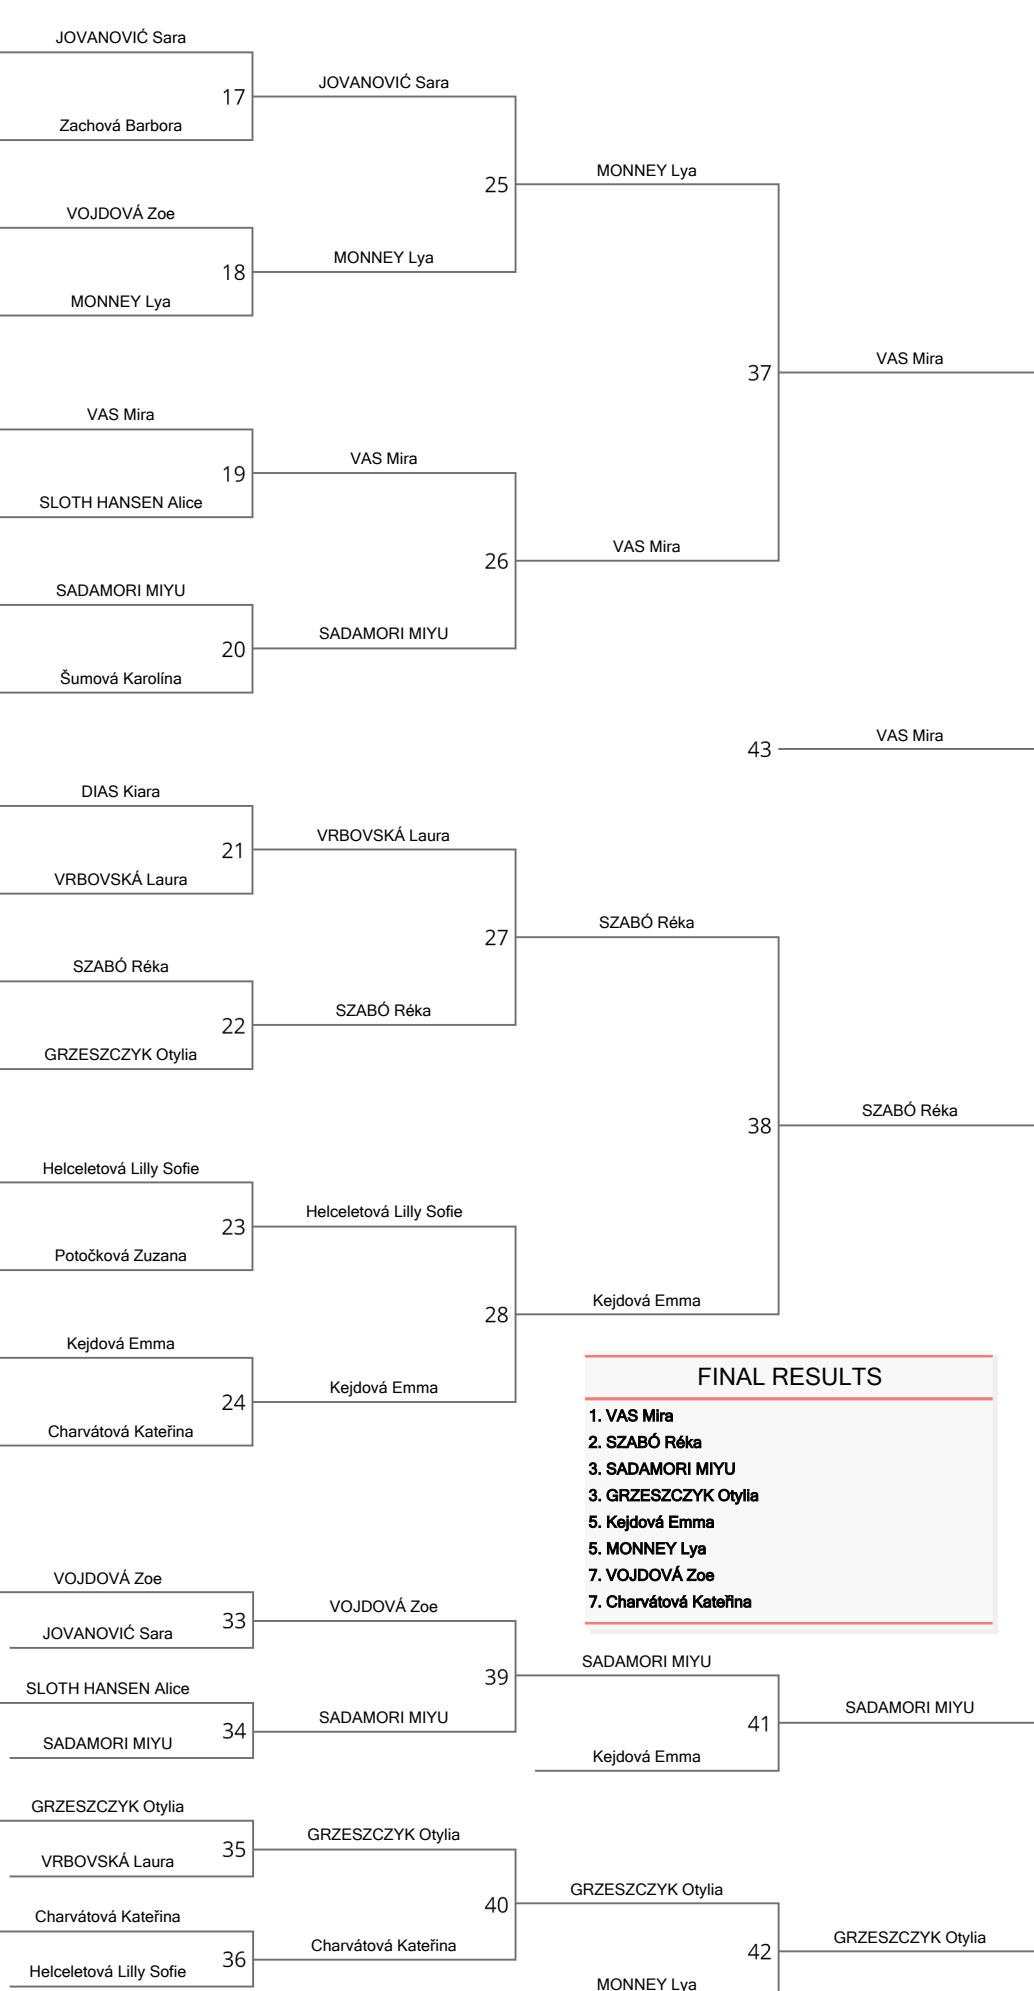 JOVANOVIĆ Sara
17
JOVANOVIĆ Sara
Zachová Barbora
25
MONNEY Lya
VOJDOVÁ Zoe
18
MONNEY Lya
MONNEY Lya
37
VAS Mira
VAS Mira
19
VAS Mira
SLOTH HANSEN Alice
26
VAS Mira
SADAMORI MIYU
20
SADAMORI MIYU
Šumová Karolína
43
VAS Mira
DIAS Kiara
21
VRBOVSKÁ Laura
VRBOVSKÁ Laura
27
SZABÓ Réka
SZABÓ Réka
22
SZABÓ Réka
GRZESZCZYK Otylia
38
SZABÓ Réka
Helceletová Lilly Sofie
23
Helceletová Lilly Sofie
Potočková Zuzana
28
Kejdová Emma
Kejdová Emma
24
Kejdová Emma
Charvátová Kateřina
FINAL RESULTS
1. VAS Mira
2. SZABÓ Réka
3. SADAMORI MIYU
3. GRZESZCZYK Otylia
5. Kejdová Emma
5. MONNEY Lya
7. VOJDOVÁ Zoe
7. Charvátová Kateřina
VOJDOVÁ Zoe
33
VOJDOVÁ Zoe
JOVANOVIĆ Sara
39
SADAMORI MIYU
SLOTH HANSEN Alice
34
SADAMORI MIYU
SADAMORI MIYU
41
SADAMORI MIYU
Kejdová Emma
GRZESZCZYK Otylia
35
GRZESZCZYK Otylia
VRBOVSKÁ Laura
40
GRZESZCZYK Otylia
Charvátová Kateřina
36
Charvátová Kateřina
Helceletová Lilly Sofie
42
GRZESZCZYK Otylia
MONNEY Lya